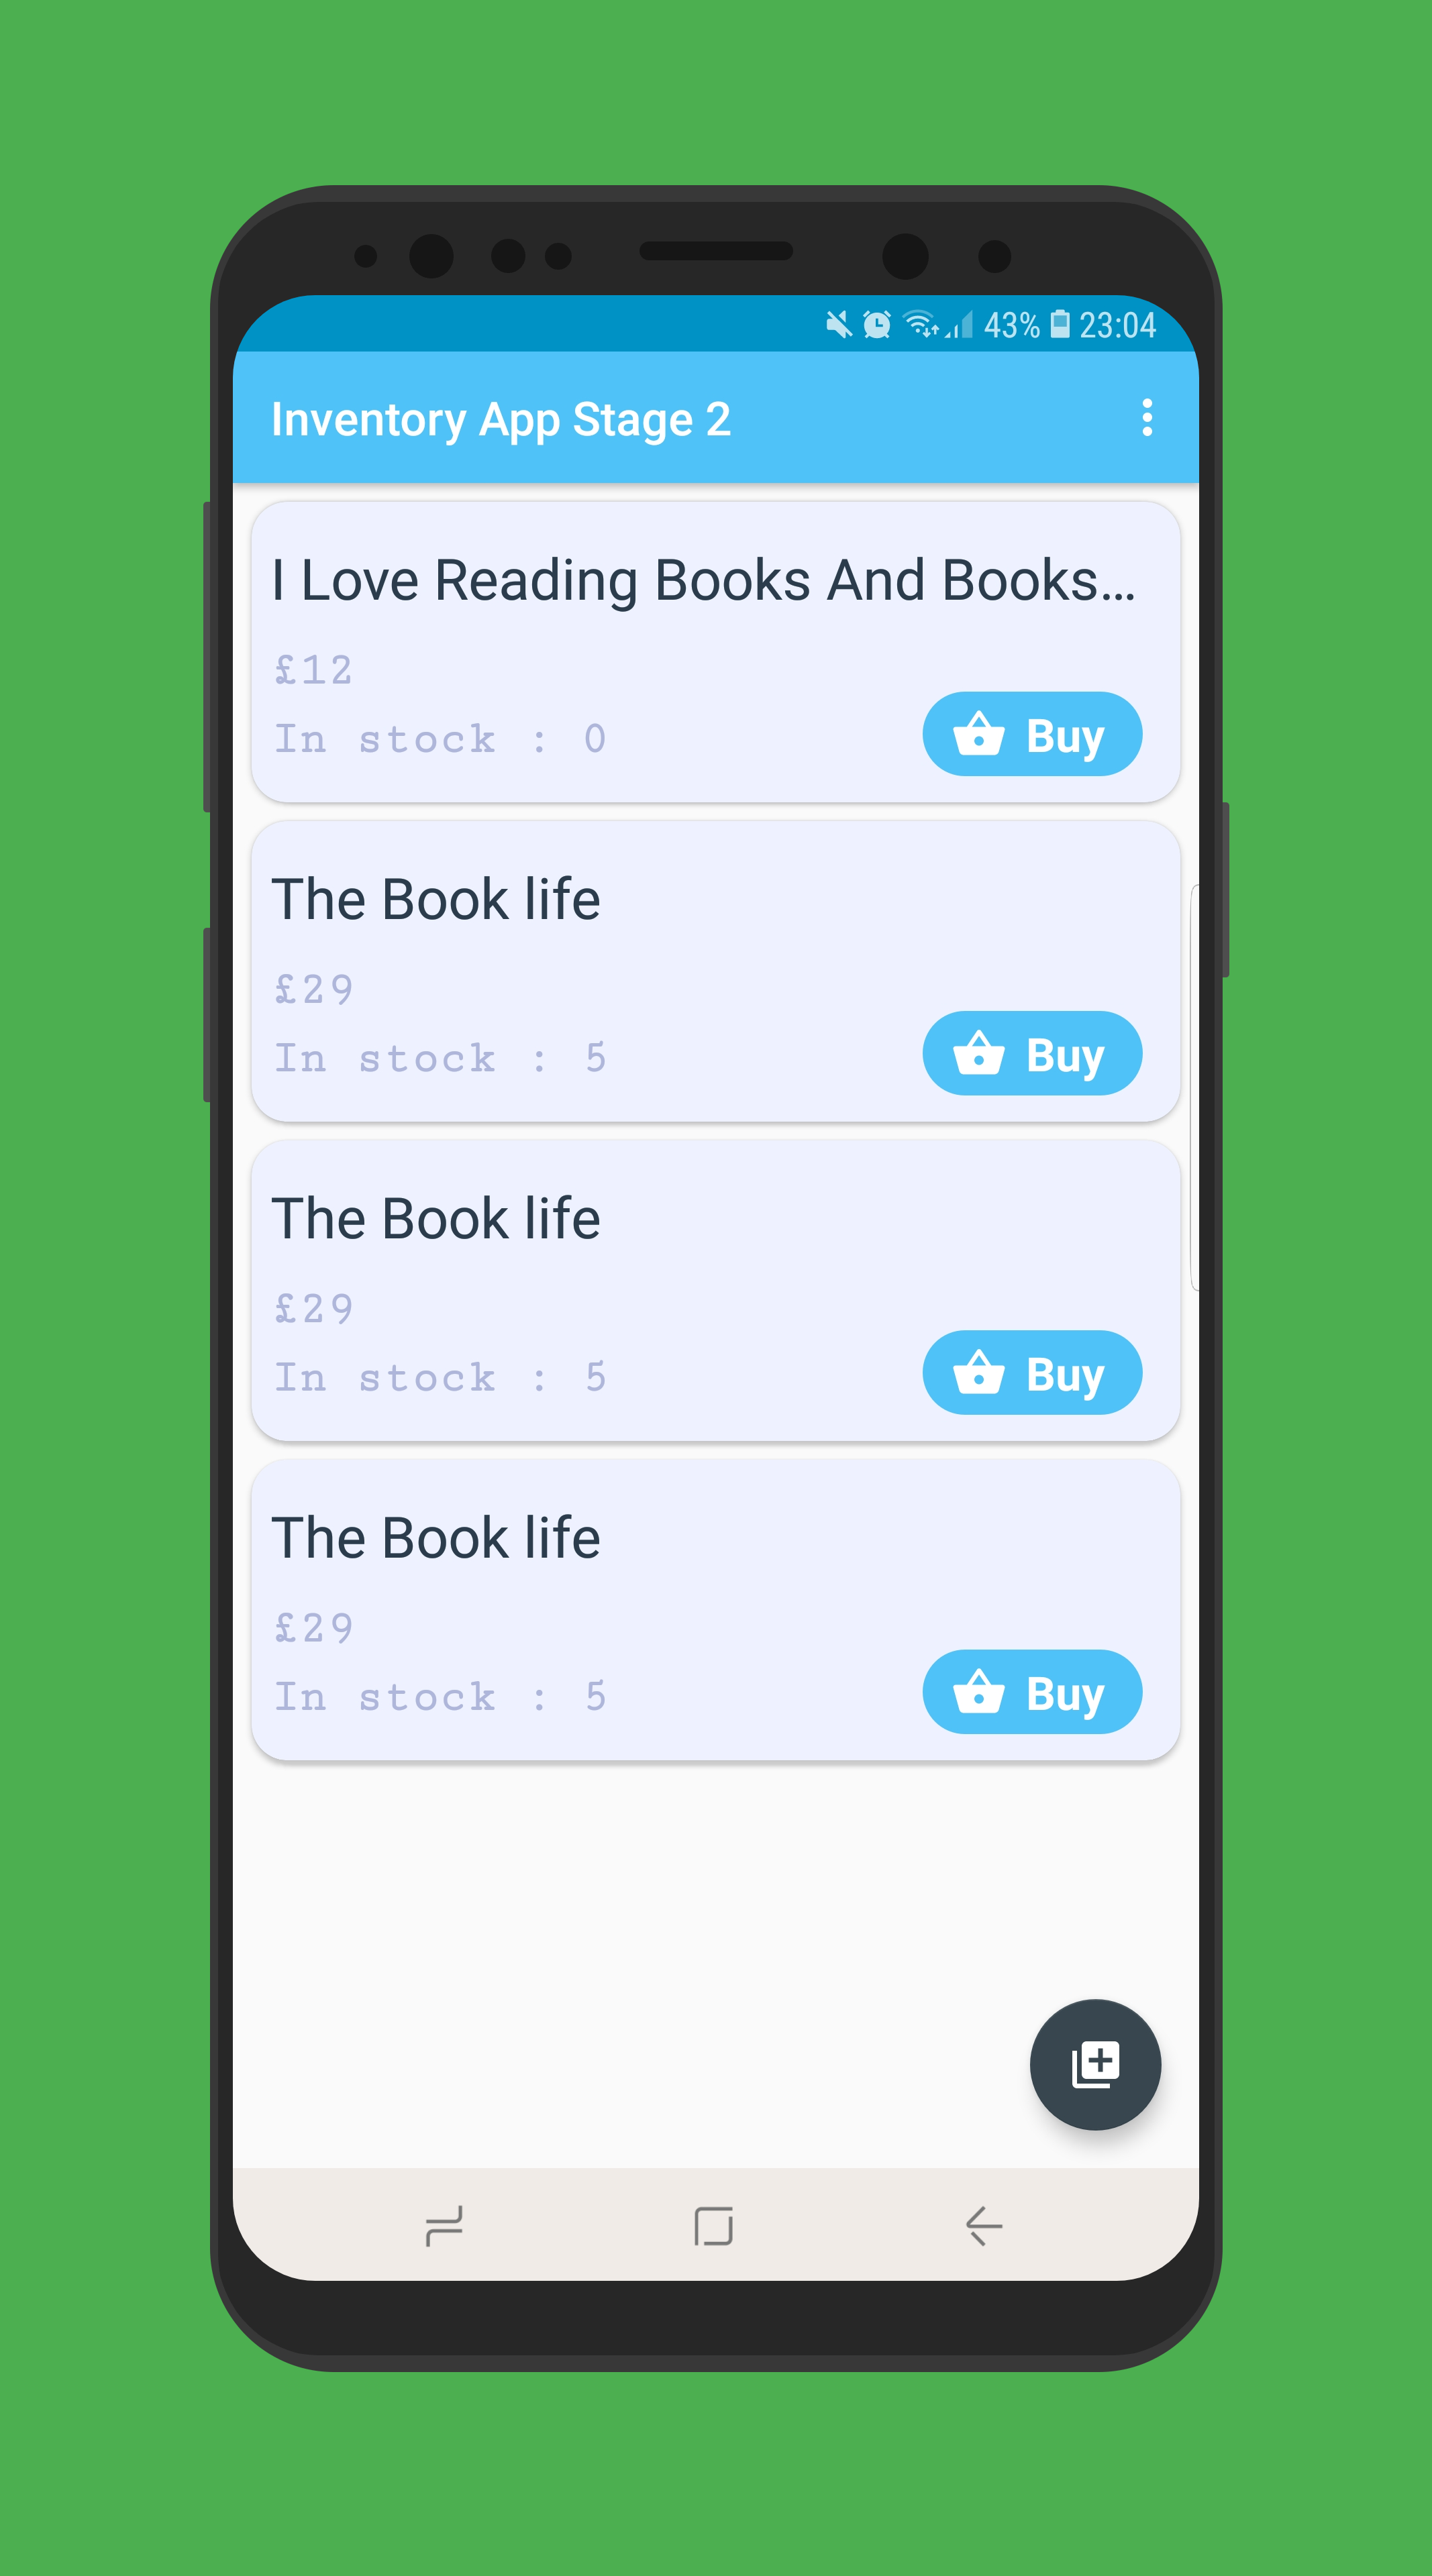 43% 23:04
Inventory App Stage 2
I Love Reading Books And Books...
£12
In stock : 0
Buy
The Book life
£29
In stock : 5
Buy
The Book life
£29
In stock : 5
Buy
The Book life
£29
In stock : 5
Buy